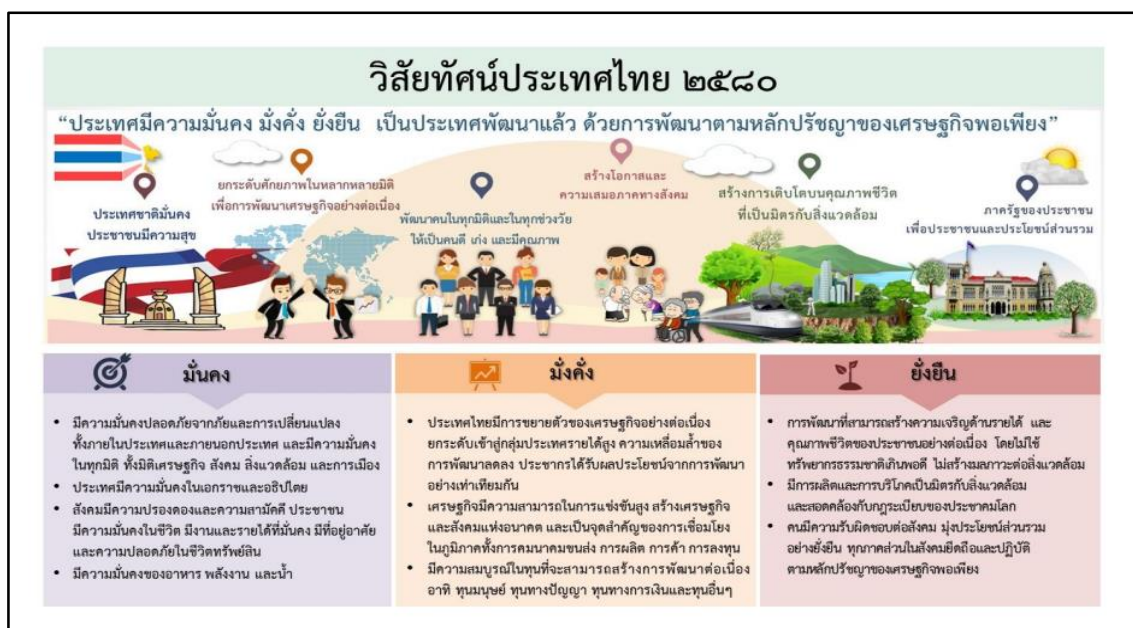 วิสัยทัศน์ประเทศไทย ๒๕๘๐
“ประเทศมีความมั่นคง มั่งคั่ง ยั่งยืน เป็นประเทศพัฒนาแล้ว ด้วยการพัฒนาตามหลักปรัชญาของเศรษฐกิจพอเพียง”
ประเทศชาติมั่นคง
ประชาชนมีความสุข
ยกระดับศักยภาพในหลากหลายมิติ
เพื่อการพัฒนาเศรษฐกิจอย่างต่อเนื่อง
พัฒนาคนในทุกมิติและในทุกช่วงวัย
ให้เป็นคนดี เก่ง และมีคุณภาพ
สร้างโอกาสและ
ความเสมอภาคทางสังคม
สร้างการเติบโตบนคุณภาพชีวิต
ที่เป็นมิตรกับสิ่งแวดล้อม
ภาครัฐของประชาชน
เพื่อประชาชนและประโยชน์ส่วนรวม
มั่นคง
• มีความมั่นคงปลอดภัยจากภัยและการเปลี่ยนแปลง
ทั้งภายในประเทศและภายนอกประเทศ และมีความมั่นคง
ในทุกมิติ ทั้งมิติเศรษฐกิจ สังคม สิ่งแวดล้อม และการเมือง
• ประเทศมีความมั่นคงในเอกราชและอธิปไตย
• สังคมมีความปรองดองและความสามัคคี ประชาชน
มีความมั่นคงในชีวิต มีงานและรายได้ที่มั่นคง มีที่อยู่อาศัย
และความปลอดภัยในชีวิตทรัพย์สิน
• มีความมั่นคงของอาหาร พลังงาน และน้ำ
มั่งคั่ง
• ประเทศไทยมีการขยายตัวของเศรษฐกิจอย่างต่อเนื่อง
ยกระดับเข้าสู่กลุ่มประเทศรายได้สูง ความเหลื่อมล้ำของ
การพัฒนาลดลง ประชากรได้รับผลประโยชน์จากการพัฒนา
อย่างเท่าเทียมกัน
• เศรษฐกิจมีความสามารถในการแข่งขันสูง สร้างเศรษฐกิจ
และสังคมแห่งอนาคต และเป็นจุดสำคัญของการเชื่อมโยง
ในภูมิภาคทั้งการคมนาคมขนส่ง การผลิต การค้า การลงทุน
• มีความสมบูรณ์ในทุนที่จะสามารถสร้างการพัฒนาต่อเนื่อง
อาทิ ทุนมนุษย์ ทุนทางปัญญา ทุนทางการเงินและทุนอื่นๆ
ยั่งยืน
• การพัฒนาที่สามารถสร้างความเจริญด้านรายได้ และ
คุณภาพชีวิตของประชาชนอย่างต่อเนื่อง โดยไม่ใช้
ทรัพยากรธรรมชาติเกินพอดี ไม่สร้างมลภาวะต่อสิ่งแวดล้อม
• มีการผลิตและการบริโภคเป็นมิตรกับสิ่งแวดล้อม
และสอดคล้องกับกฎระเบียบของประชาคมโลก
• คนมีความรับผิดชอบต่อสังคม มุ่งประโยชน์ส่วนรวม
อย่างยั่งยืน ทุกภาคส่วนในสังคมยึดถือและปฏิบัติ
ตามหลักปรัชญาของเศรษฐกิจพอเพียง